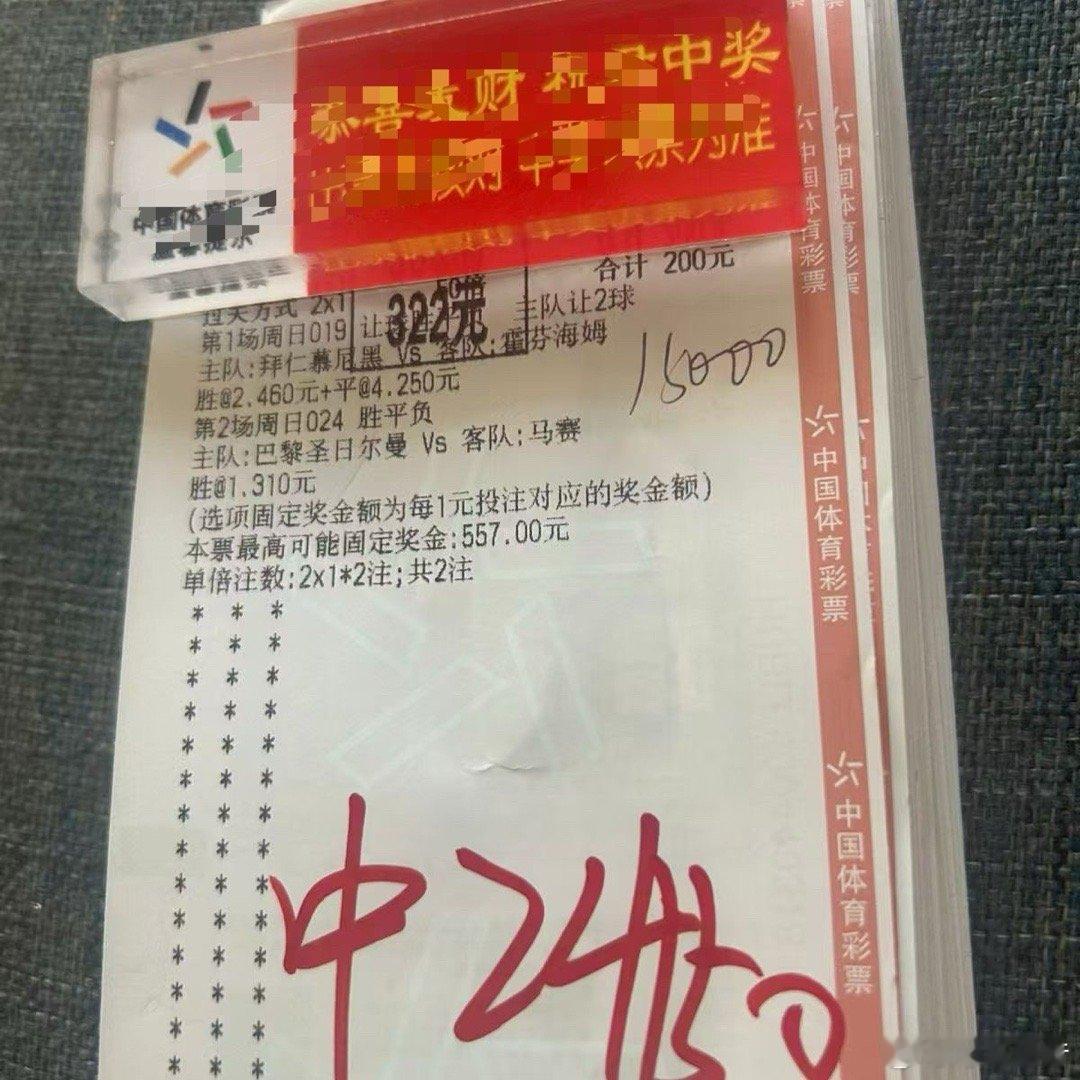 中奖
中国体育
过关方式 2x1
50倍
合计 200元
322元
第1场周日019 让球 主队让2球
主队:拜仁慕尼黑 Vs 客队:霍芬海姆
胜@2.460元+平@4.250元
15000
第2场周日024 胜平负
主队:巴黎圣日尔曼 Vs 客队:马赛
胜@1.310元
(选项固定奖金额为每1元投注对应的奖金额)
本票最高可能固定奖金:557.00元
单倍注数:2x1*2注;共2注
中国体育彩票
中国体育彩票
中国体育彩票
中国体育彩票
中